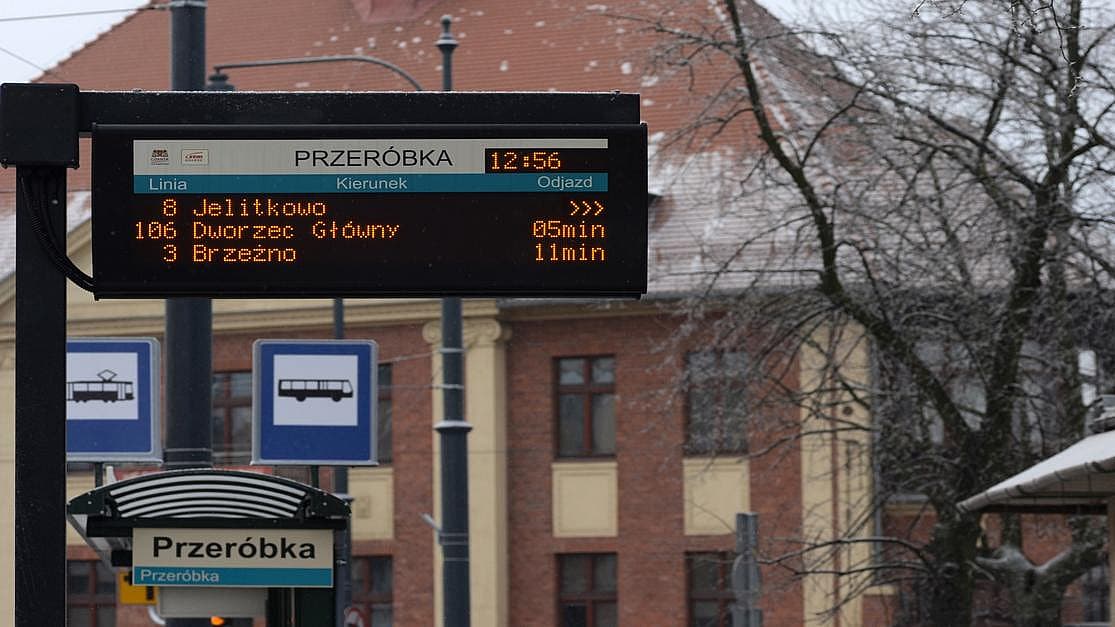 PRZERÓBKA 12:56
Linia Kierunek Odjazd
8 Jelitkowo >>>
106 Dworzec Główny 05min
3 Brzeźno 11min
Przeróbka
Przeróbka